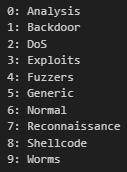 0: Analysis
1: Backdoor
2: DoS
3: Exploits
4: Fuzzers
5: Generic
6: Normal
7: Reconnaissance
8: Shellcode
9: Worms